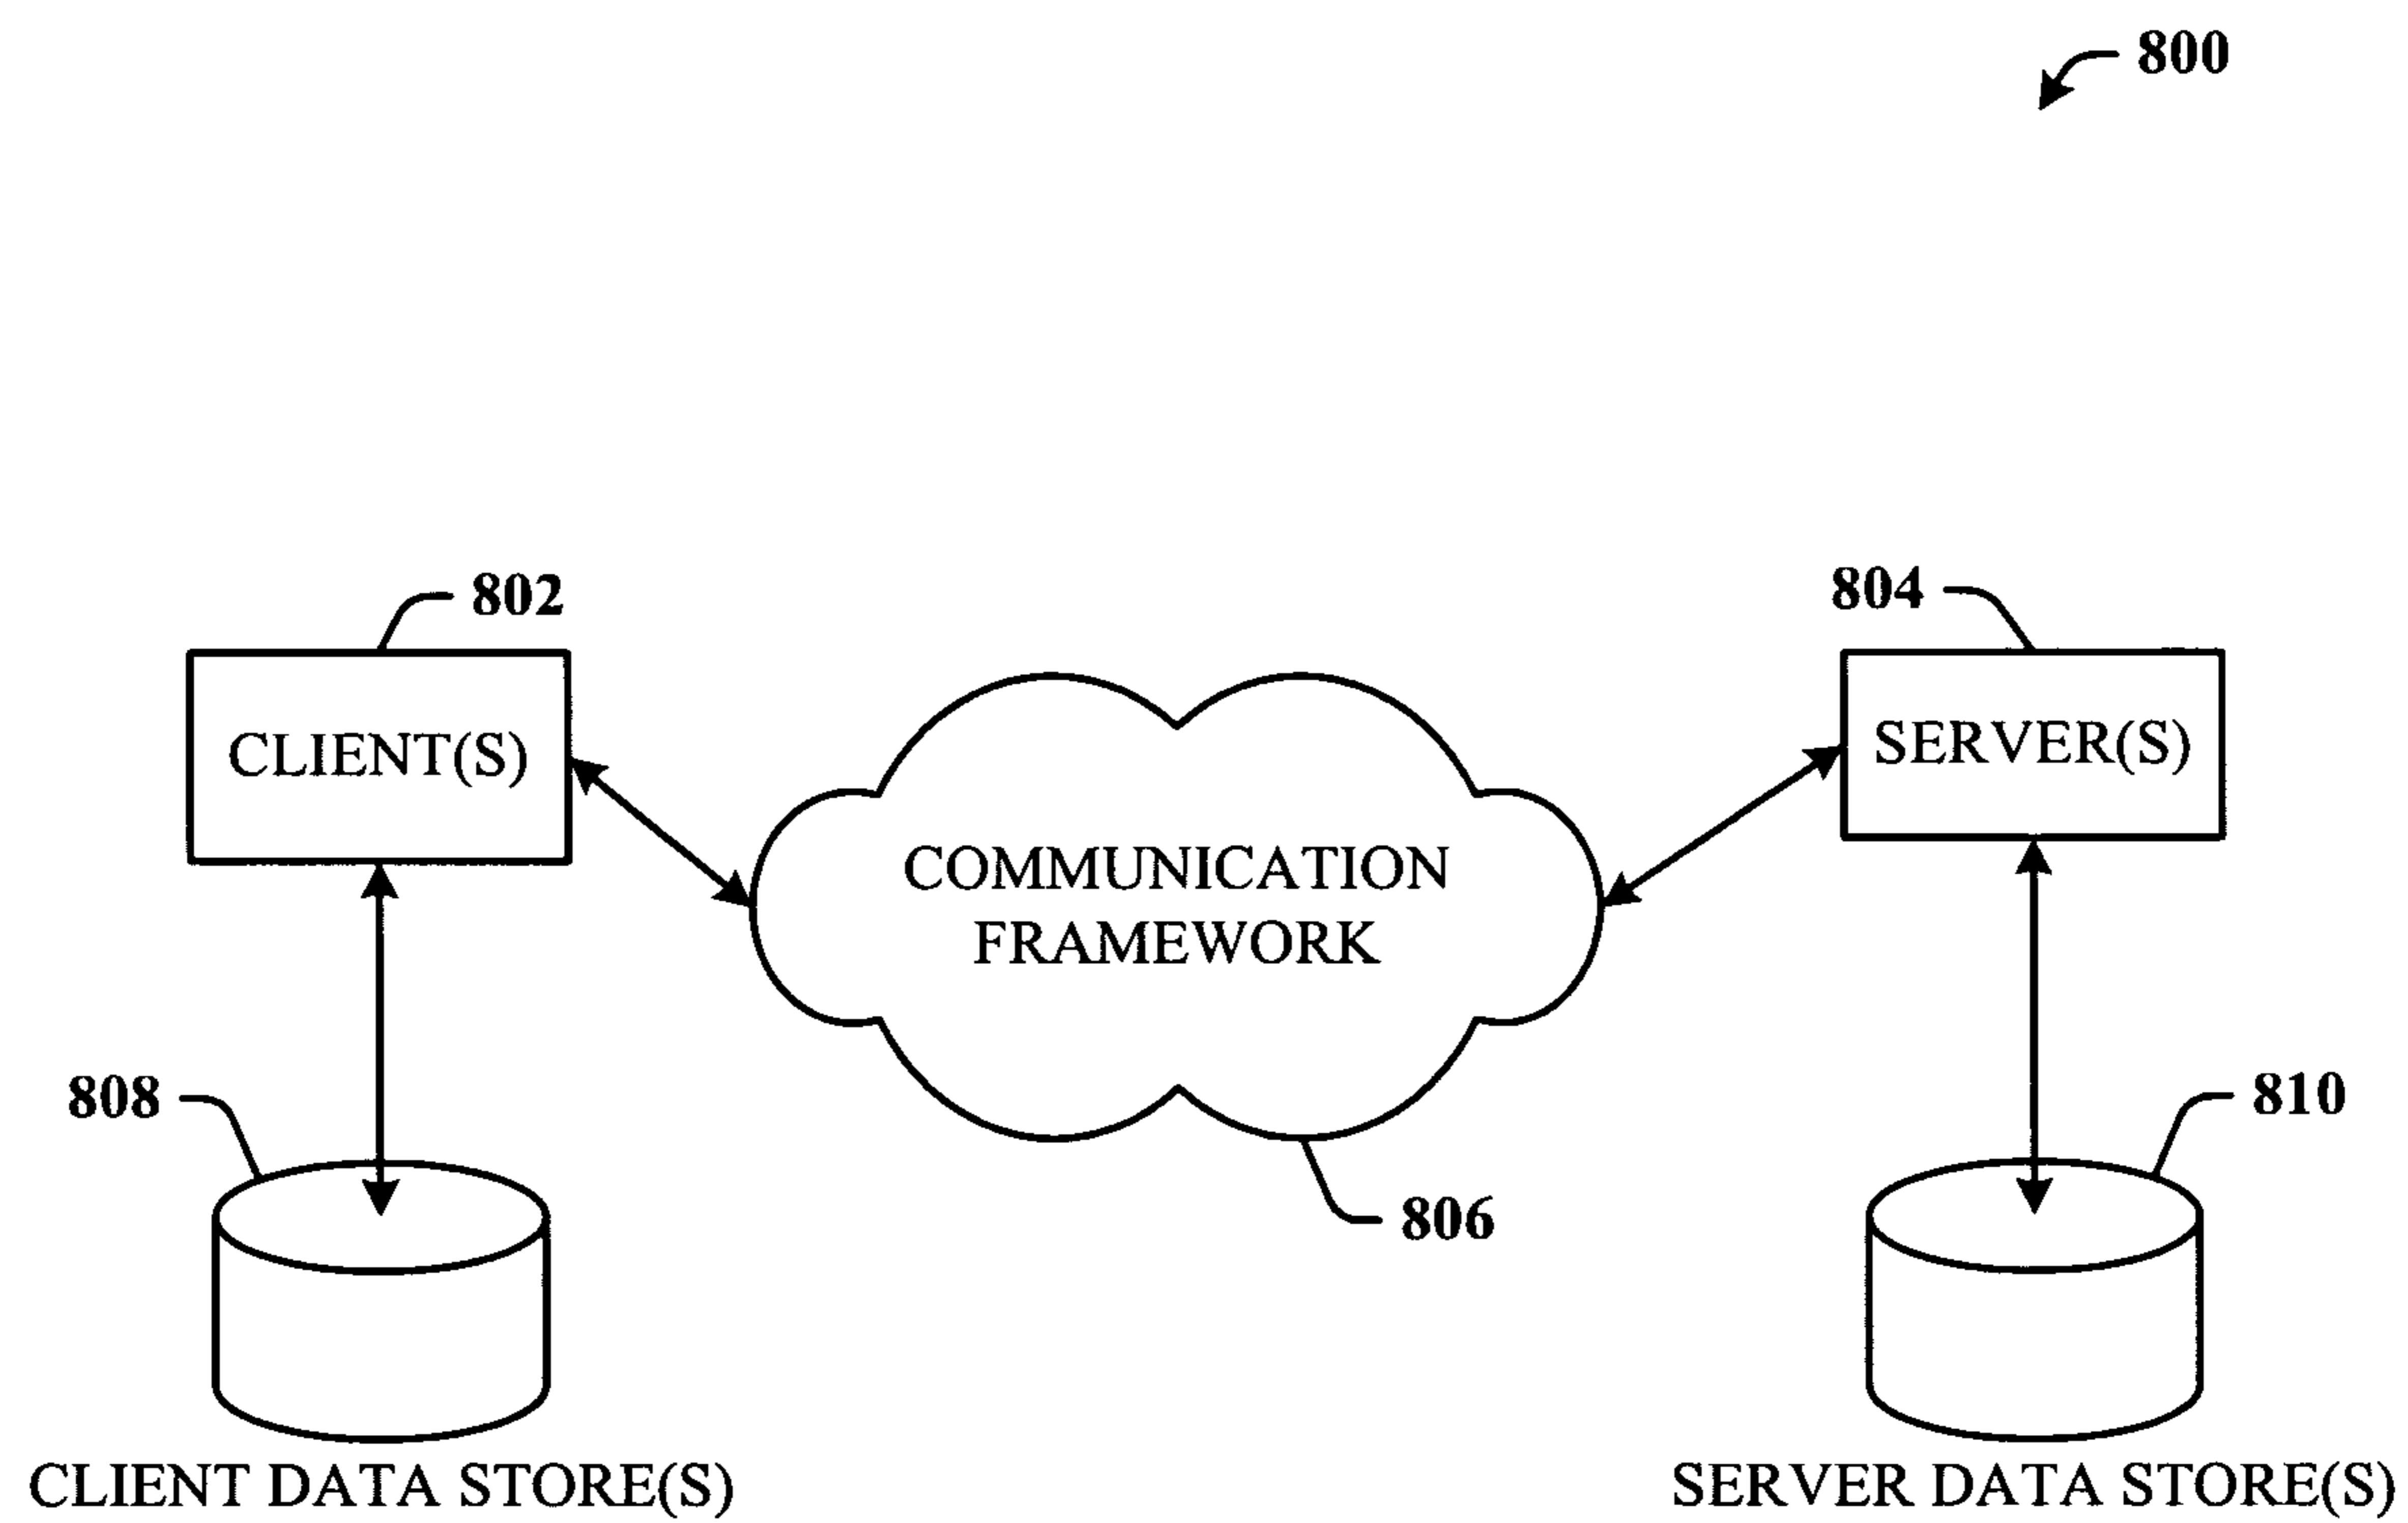 800
802
804
CLIENT(S)
SERVER(S)
COMMUNICATION
FRAMEWORK
808
810
806
CLIENT DATA STORE(S)
SERVER DATA STORE(S)